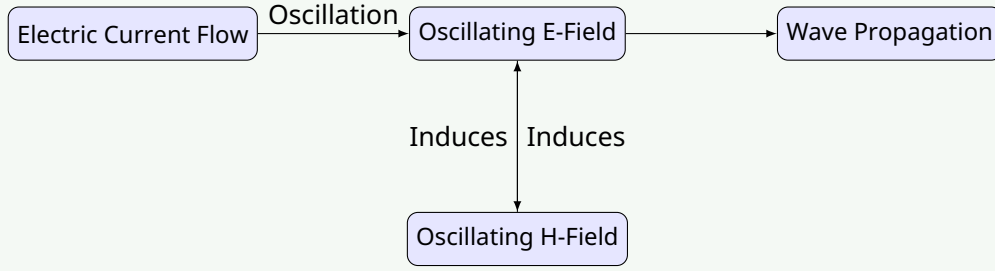 Electric Current Flow
Oscillation
Oscillating E-Field
Wave Propagation
Induces
Induces
Oscillating H-Field